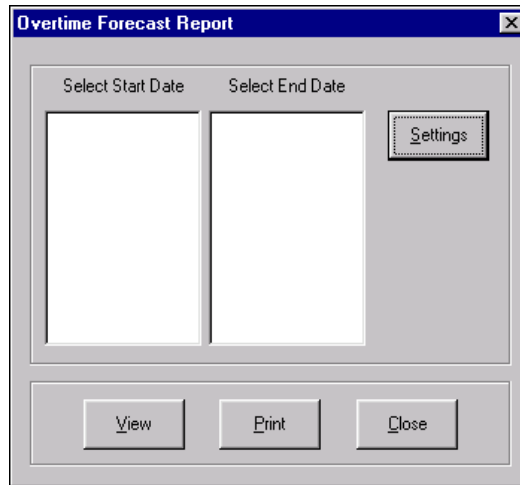 Overtime Forecast Report
Select Start Date Select End Date
Settings
View Print Close